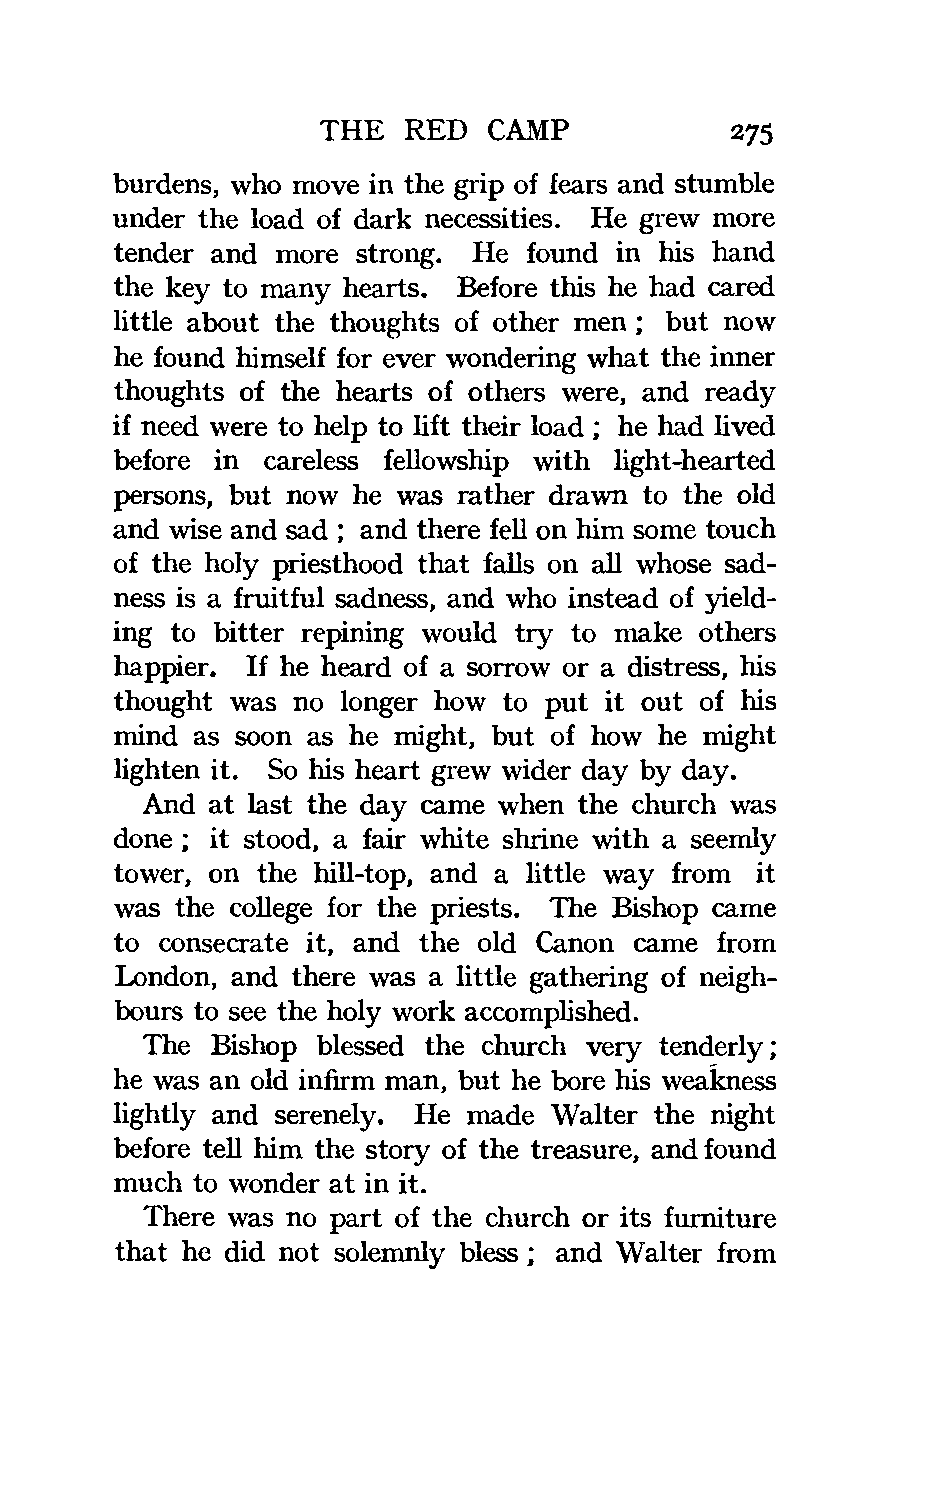 THE RED CAMP 275
burdens, who move in the grip of fears and stumble
under the load of dark necessities. He grew more
tender and more strong. He found in his hand
the key to many hearts. Before this he had cared
little about the thoughts of other men ; but now
he found himself for ever wondering what the inner
thoughts of the hearts of others were, and ready
if need were to help to lift their load ; he had lived
before in careless fellowship with light-hearted
persons, but now he was rather drawn to the old
and wise and sad ; and there fell on him some touch
of the holy priesthood that falls on all whose sad-
ness is a fruitful sadness, and who instead of yield-
ing to bitter repining would try to make others
happier. If he heard of a sorrow or a distress, his
thought was no longer how to put it out of his
mind as soon as he might, but of how he might
lighten it. So his heart grew wider day by day.
And at last the day came when the church was
done ; it stood, a fair white shrine with a seemly
tower, on the hill-top, and a little way from it
was the college for the priests. The Bishop came
to consecrate it, and the old Canon came from
London, and there was a little gathering of neigh-
bours to see the holy work accomplished.
The Bishop blessed the church very tenderly ;
he was an old infirm man, but he bore his weakness
lightly and serenely. He made Walter the night
before tell him the story of the treasure, and found
much to wonder at in it.
There was no part of the church or its furniture
that he did not solemnly bless ; and Walter from